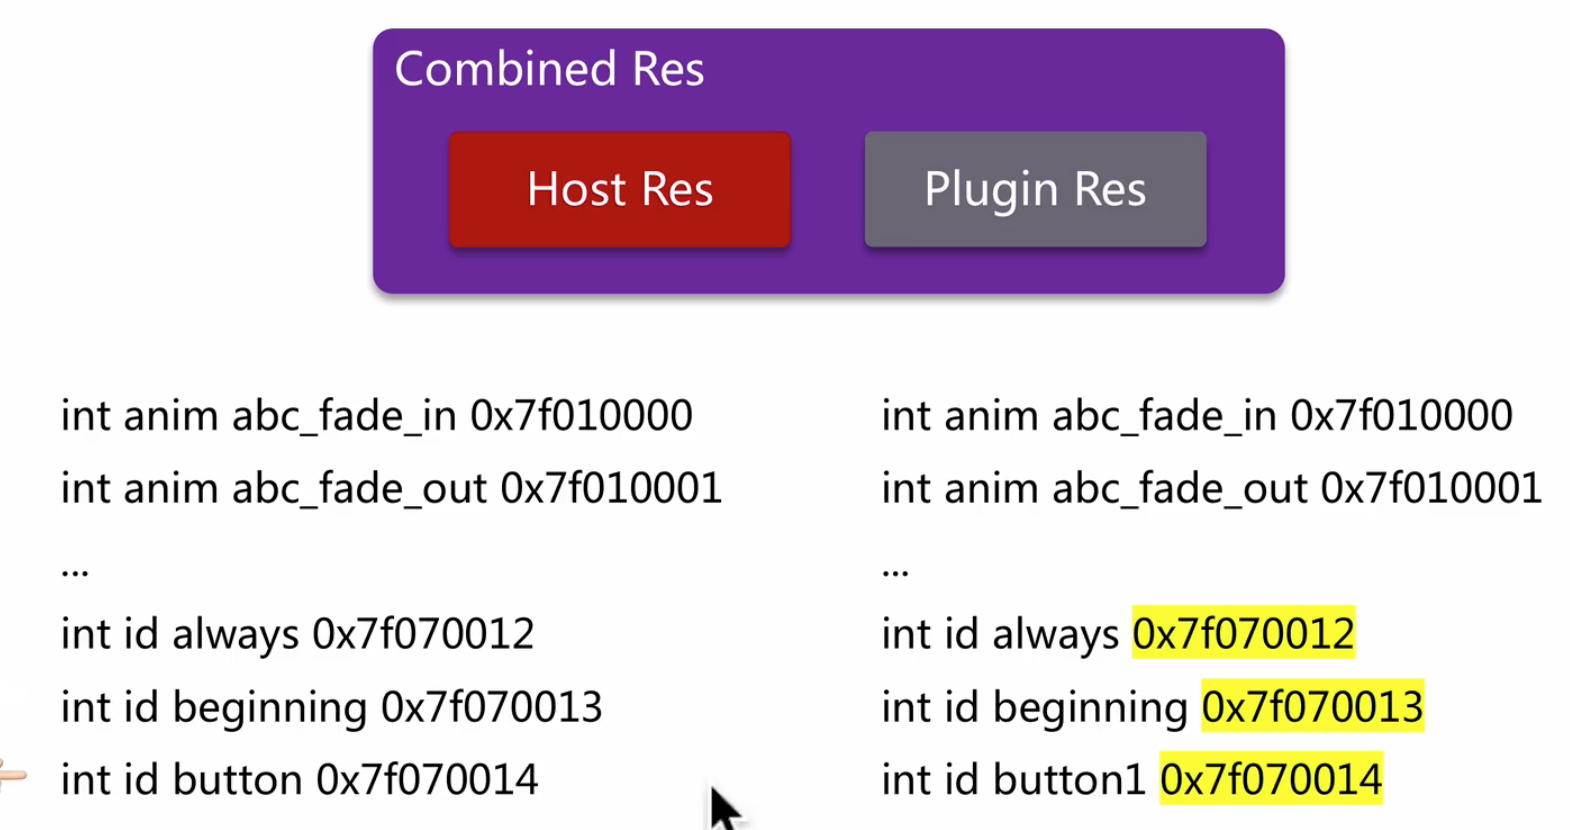 Combined Res
Host Res
Plugin Res
int anim abc_fade_in 0x7f010000
int anim abc_fade_out 0x7f010001
...
int id always 0x7f070012
int id beginning 0x7f070013
int id button 0x7f070014
int anim abc_fade_in 0x7f010000
int anim abc_fade_out 0x7f010001
...
int id always 0x7f070012
int id beginning 0x7f070013
int id button1 0x7f070014